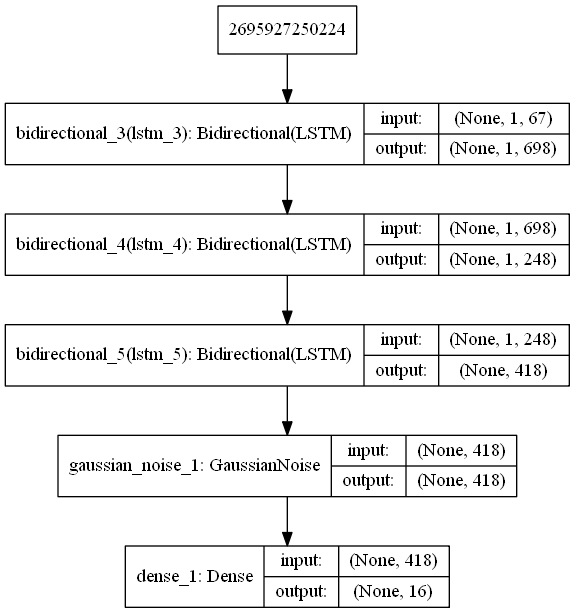 2695927250224
bidirectional_3(lstm_3): Bidirectional(LSTM)
input: (None, 1, 67)
output: (None, 1, 698)
bidirectional_4(lstm_4): Bidirectional(LSTM)
input: (None, 1, 698)
output: (None, 1, 248)
bidirectional_5(lstm_5): Bidirectional(LSTM)
input: (None, 1, 248)
output: (None, 418)
gaussian_noise_1: GaussianNoise
input: (None, 418)
output: (None, 418)
dense_1: Dense
input: (None, 418)
output: (None, 16)